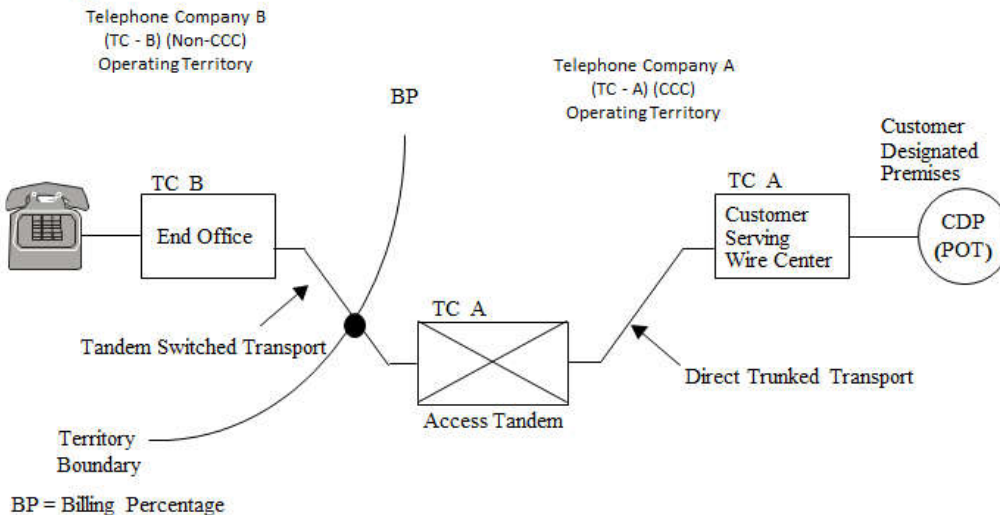 Telephone Company B
(TC - B) (Non-CCC)
Operating Territory
Telephone Company A
(TC - A) (CCC)
Operating Territory
BP
Customer
Designated
Premises
TC B
End Office
TC A
Customer
Serving
Wire Center
CDP
(POT)
TC A
Tandem Switched Transport
Direct Trunked Transport
Access Tandem
Territory
Boundary
BP = Billing Percentage